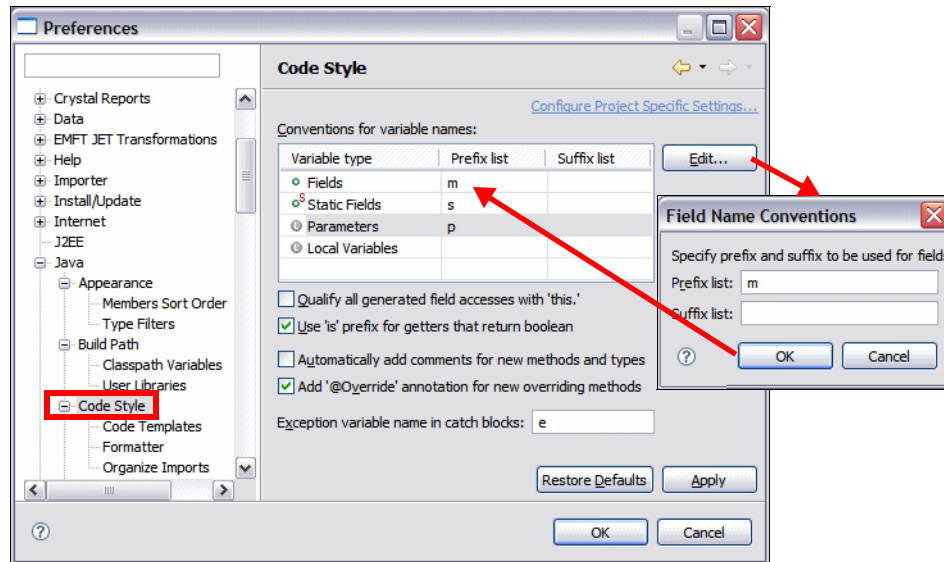 Preferences
Crystal Reports
Data
EMFT JET Transformations
Help
Importer
Install/Update
Internet
J2EE
Java
Appearance
Members Sort Order
Type Filters
Build Path
Classpath Variables
User Libraries
Code Style
Code Templates
Formatter
Organize Imports
Code Style
Configure Project Specific Settings...
Conventions for variable names:
Variable type Prefix list Suffix list
Fields m
S Static Fields s
Parameters p
Local Variables
Edit...
Qualify all generated field accesses with 'this.'
Use 'is' prefix for getters that return boolean
Automatically add comments for new methods and types
Add '@Override' annotation for new overriding methods
Exception variable name in catch blocks: e
Restore Defaults Apply
? OK Cancel
Field Name Conventions
Specify prefix and suffix to be used for fields
Prefix list: m
Suffix list:
? OK Cancel